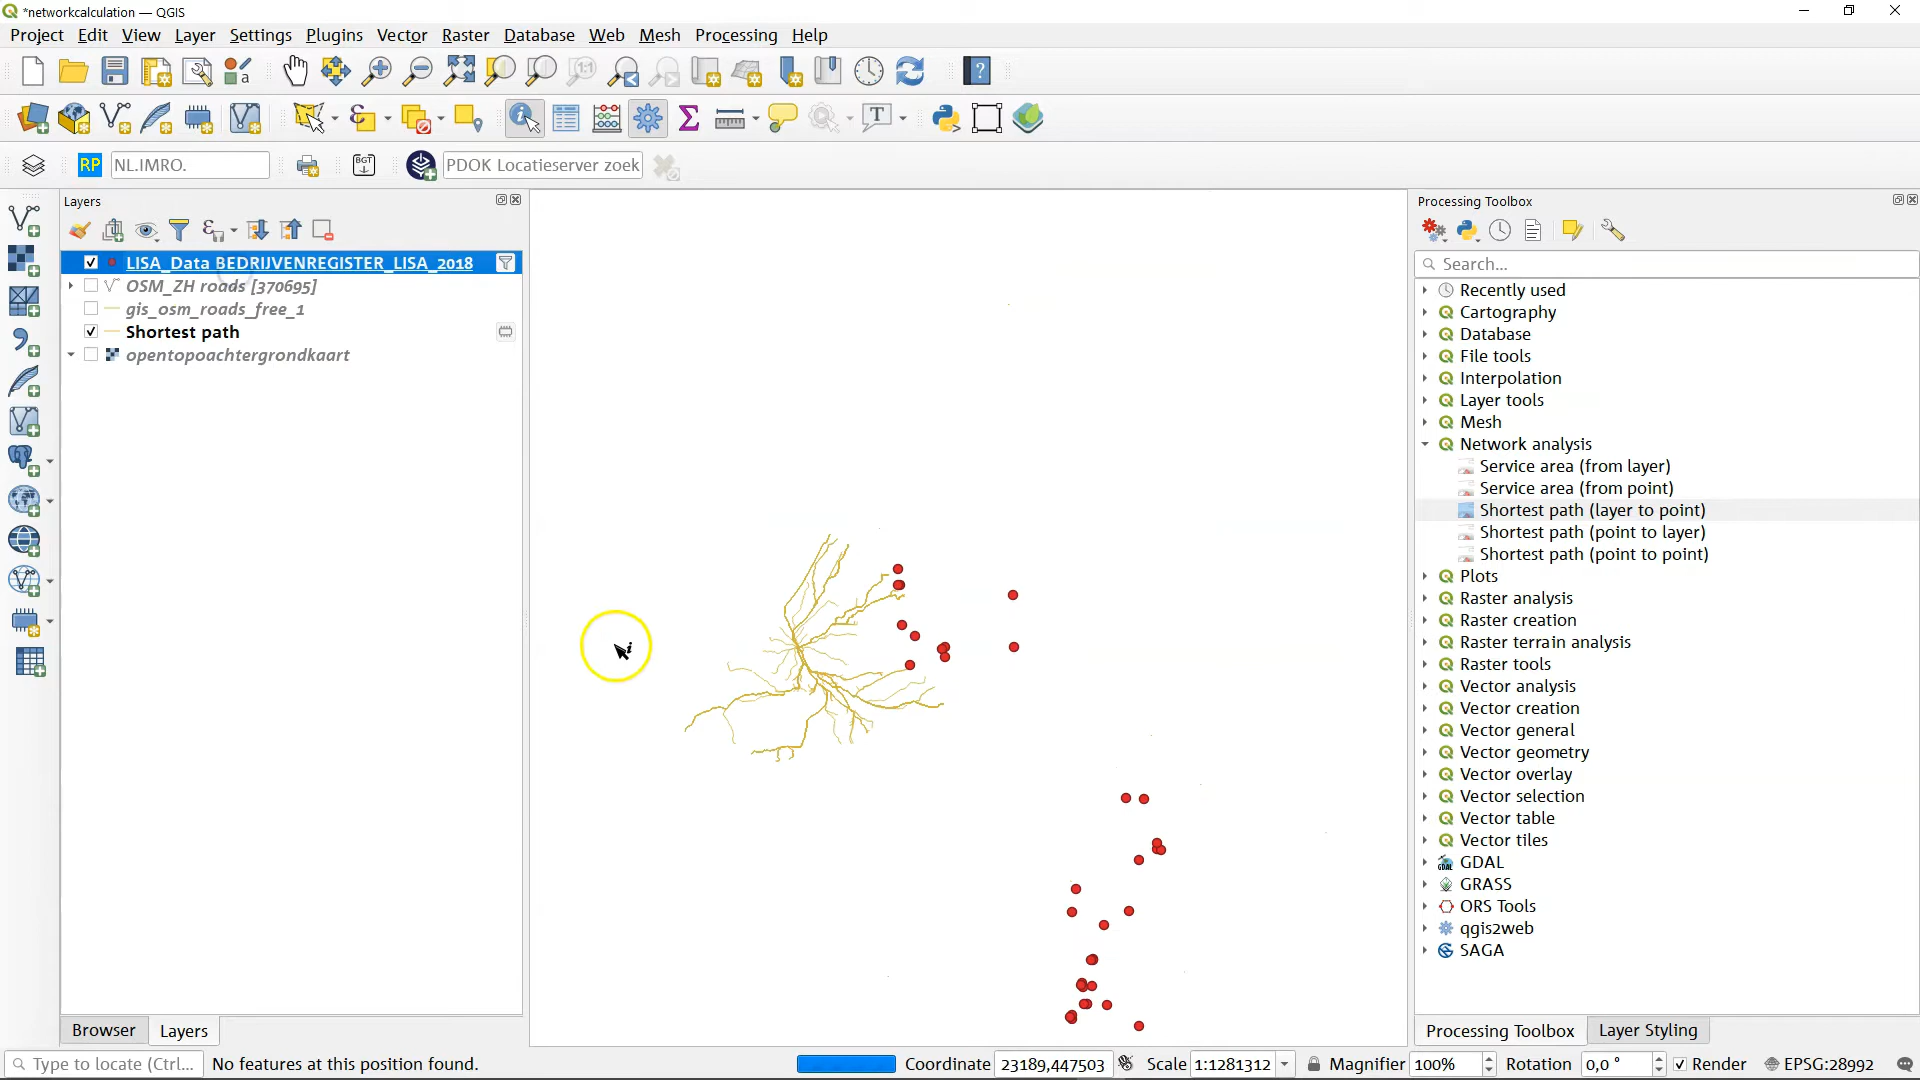 *networkcalculation — QGIS
Project Edit View Layer Settings Plugins Vector Raster Database Web Mesh Processing Help
a
1:1
?
T
RP NL.IMRO. BGT PDOK Locatieserver zoek
Layers
LISA_Data BEDRIJVENREGISTER_LISA_2018
OSM_ZH roads [370695]
gis_osm_roads_free_1
Shortest path
opentopoachtergrondkaart
Processing Toolbox
Search...
Recently used
Cartography
Database
File tools
Interpolation
Layer tools
Mesh
Network analysis
Service area (from layer)
Service area (from point)
Shortest path (layer to point)
Shortest path (point to layer)
Shortest path (point to point)
Plots
Raster analysis
Raster creation
Raster terrain analysis
Raster tools
Vector analysis
Vector creation
Vector general
Vector geometry
Vector overlay
Vector selection
Vector table
Vector tiles
GDAL
GRASS
ORS Tools
qgis2web
SAGA
Browser Layers
Processing Toolbox Layer Styling
Type to locate (Ctrl... No features at this position found. Coordinate 23189,447503 Scale 1:1281312 Magnifier 100% Rotation 0,0 ° Render EPSG:28992